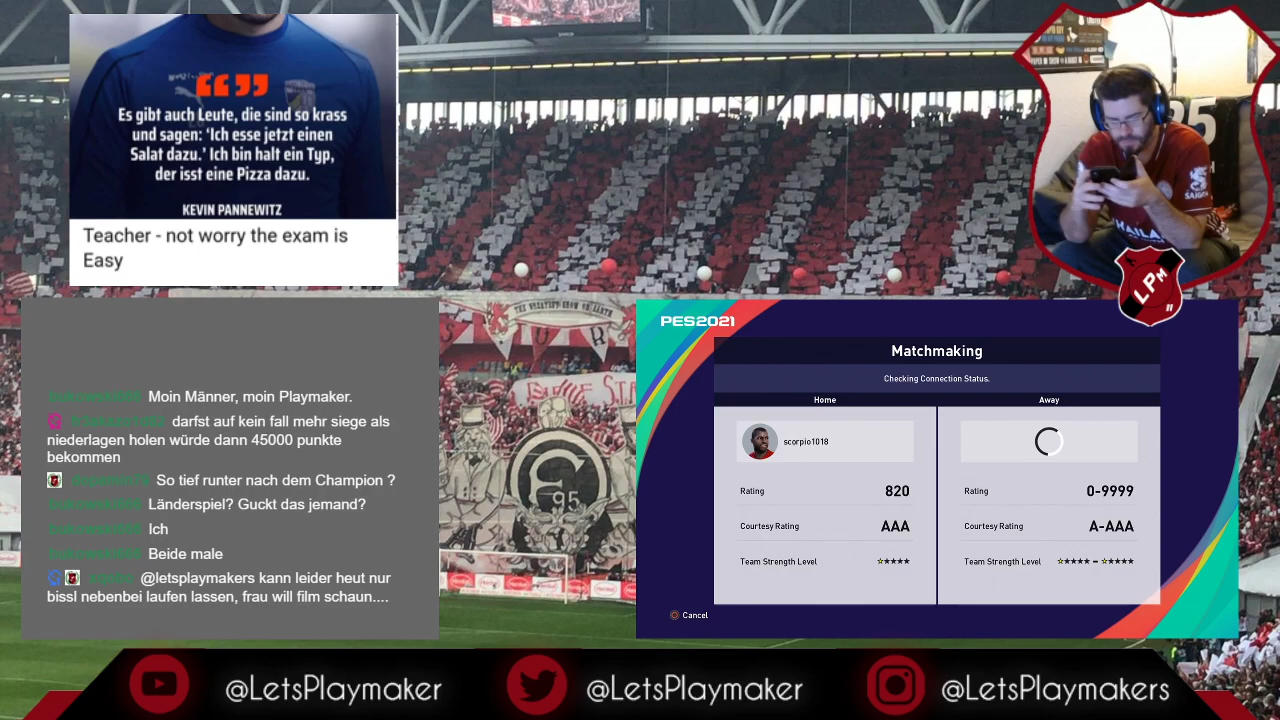 Es gibt auch Leute, die sind so krass
und sagen: ‘Ich esse jetzt einen
Salat dazu.’ Ich bin halt ein Typ,
der isst eine Pizza dazu.
KEVIN PANNEWITZ
Teacher - not worry the exam is
Easy
Moin Männer, moin Playmaker.
darfst auf kein fall mehr siege als
niederlagen holen würde dann 45000 punkte
bekommen
So tief runter nach dem Champion ?
Länderspiel? Guckt das jemand?
Ich
Beide male
@letsplaymakers kann leider heut nur
bissl nebenbei laufen lassen, frau will film schaun....
95
LPM
PES2021
Matchmaking
Checking Connection Status.
Home Away
scorpio1018
Rating 820 Rating 0-9999
Courtesy Rating AAA Courtesy Rating A-AAA
Team Strength Level Team Strength Level
Cancel
F 95
@LetsPlaymaker @LetsPlaymaker @LetsPlaymakers